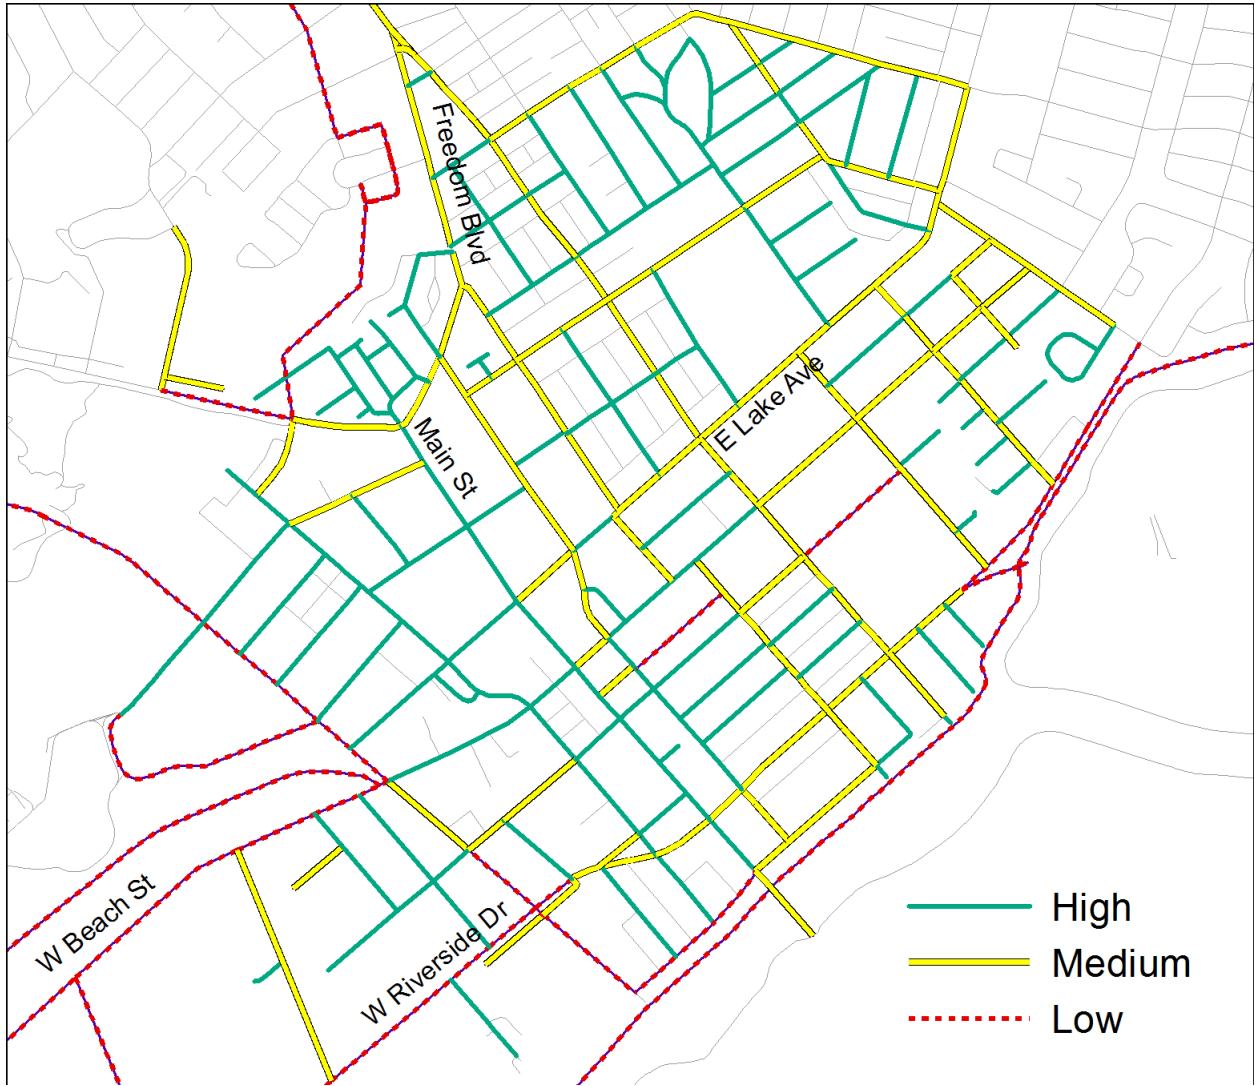 Freedom Blvd
E Lake Ave
Main St
W Beach St
W Riverside Dr
High
Medium
Low